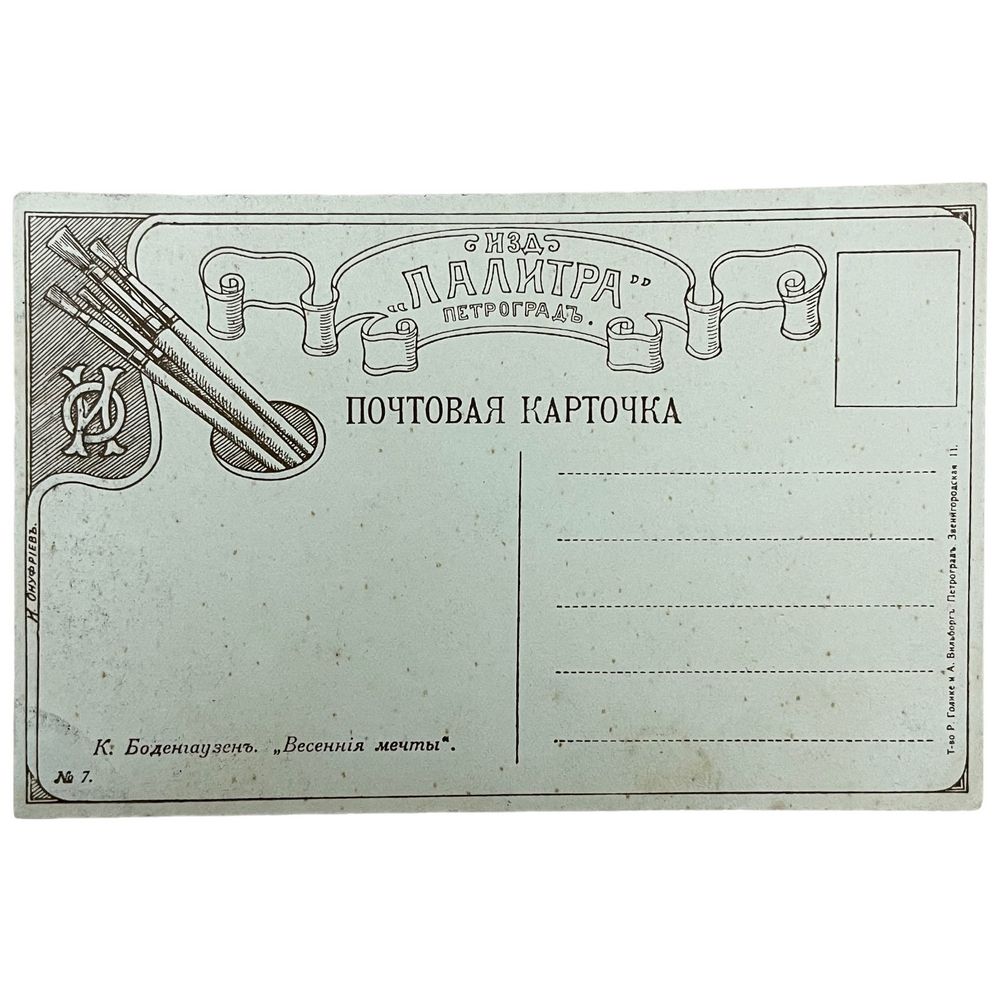 ИЗД
"ПАЛИТРА"
ПЕТРОГРАДЪ.
ПОЧТОВАЯ КАРТОЧКА
И. ОНУФРІЕВЪ.
К. Боденгаузенъ. „Весеннія мечты“.
№ 7.
Т-во Р. Голике и А. Вильборгъ. Петроградъ. Звенигородская 11.